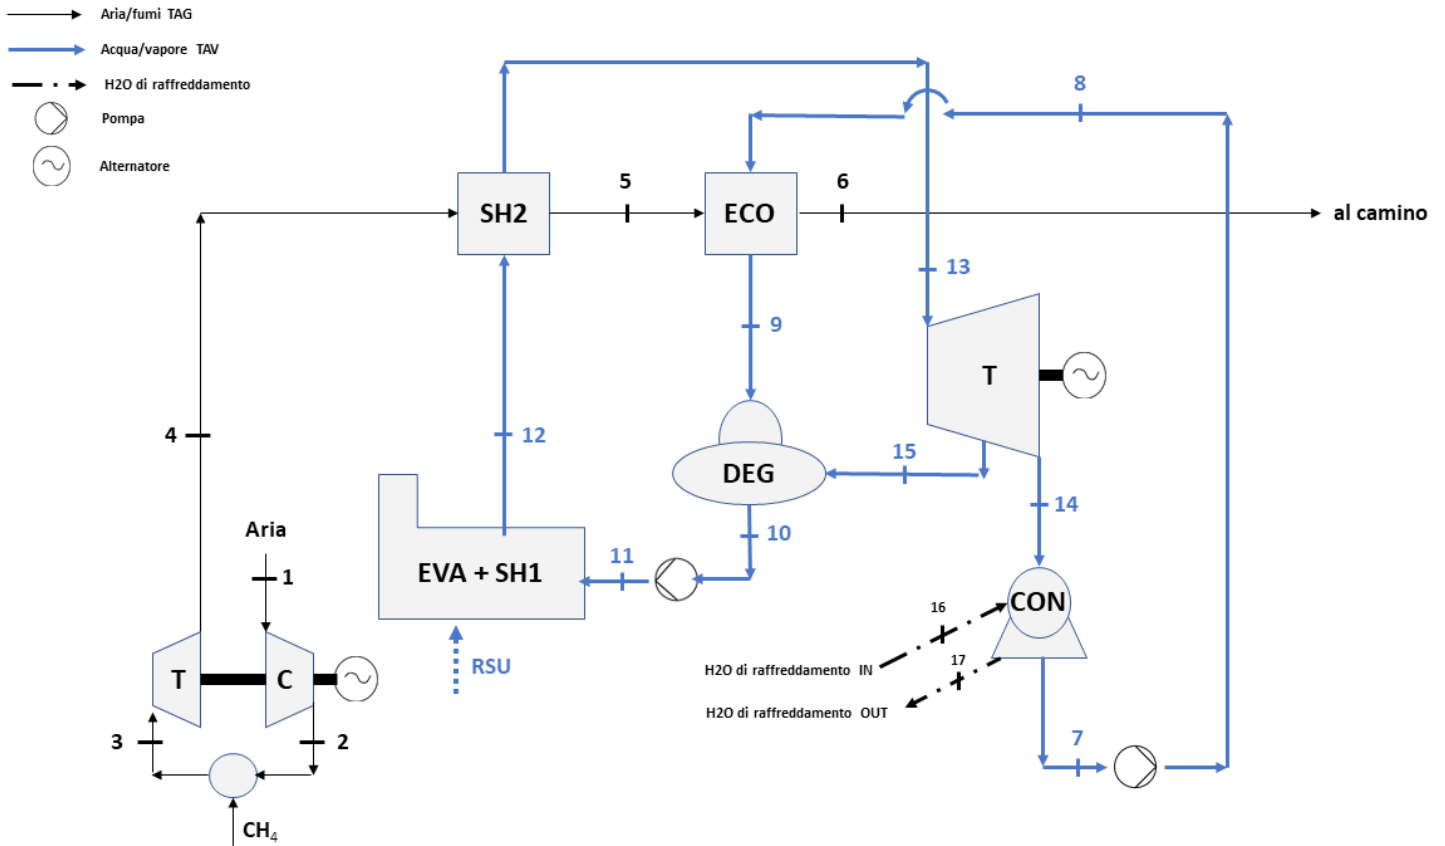 Aria/fumi TAG
Acqua/vapore TAV
H2O di raffreddamento
Pompa
Alternatore
8
5
6
SH2
ECO
al camino
13
9
T
4
12
15
DEG
14
10
Aria
11
1
EVA + SH1
CON
16
RSU
17
H2O di raffreddamento IN
T
C
H2O di raffreddamento OUT
3
2
7
CH₄